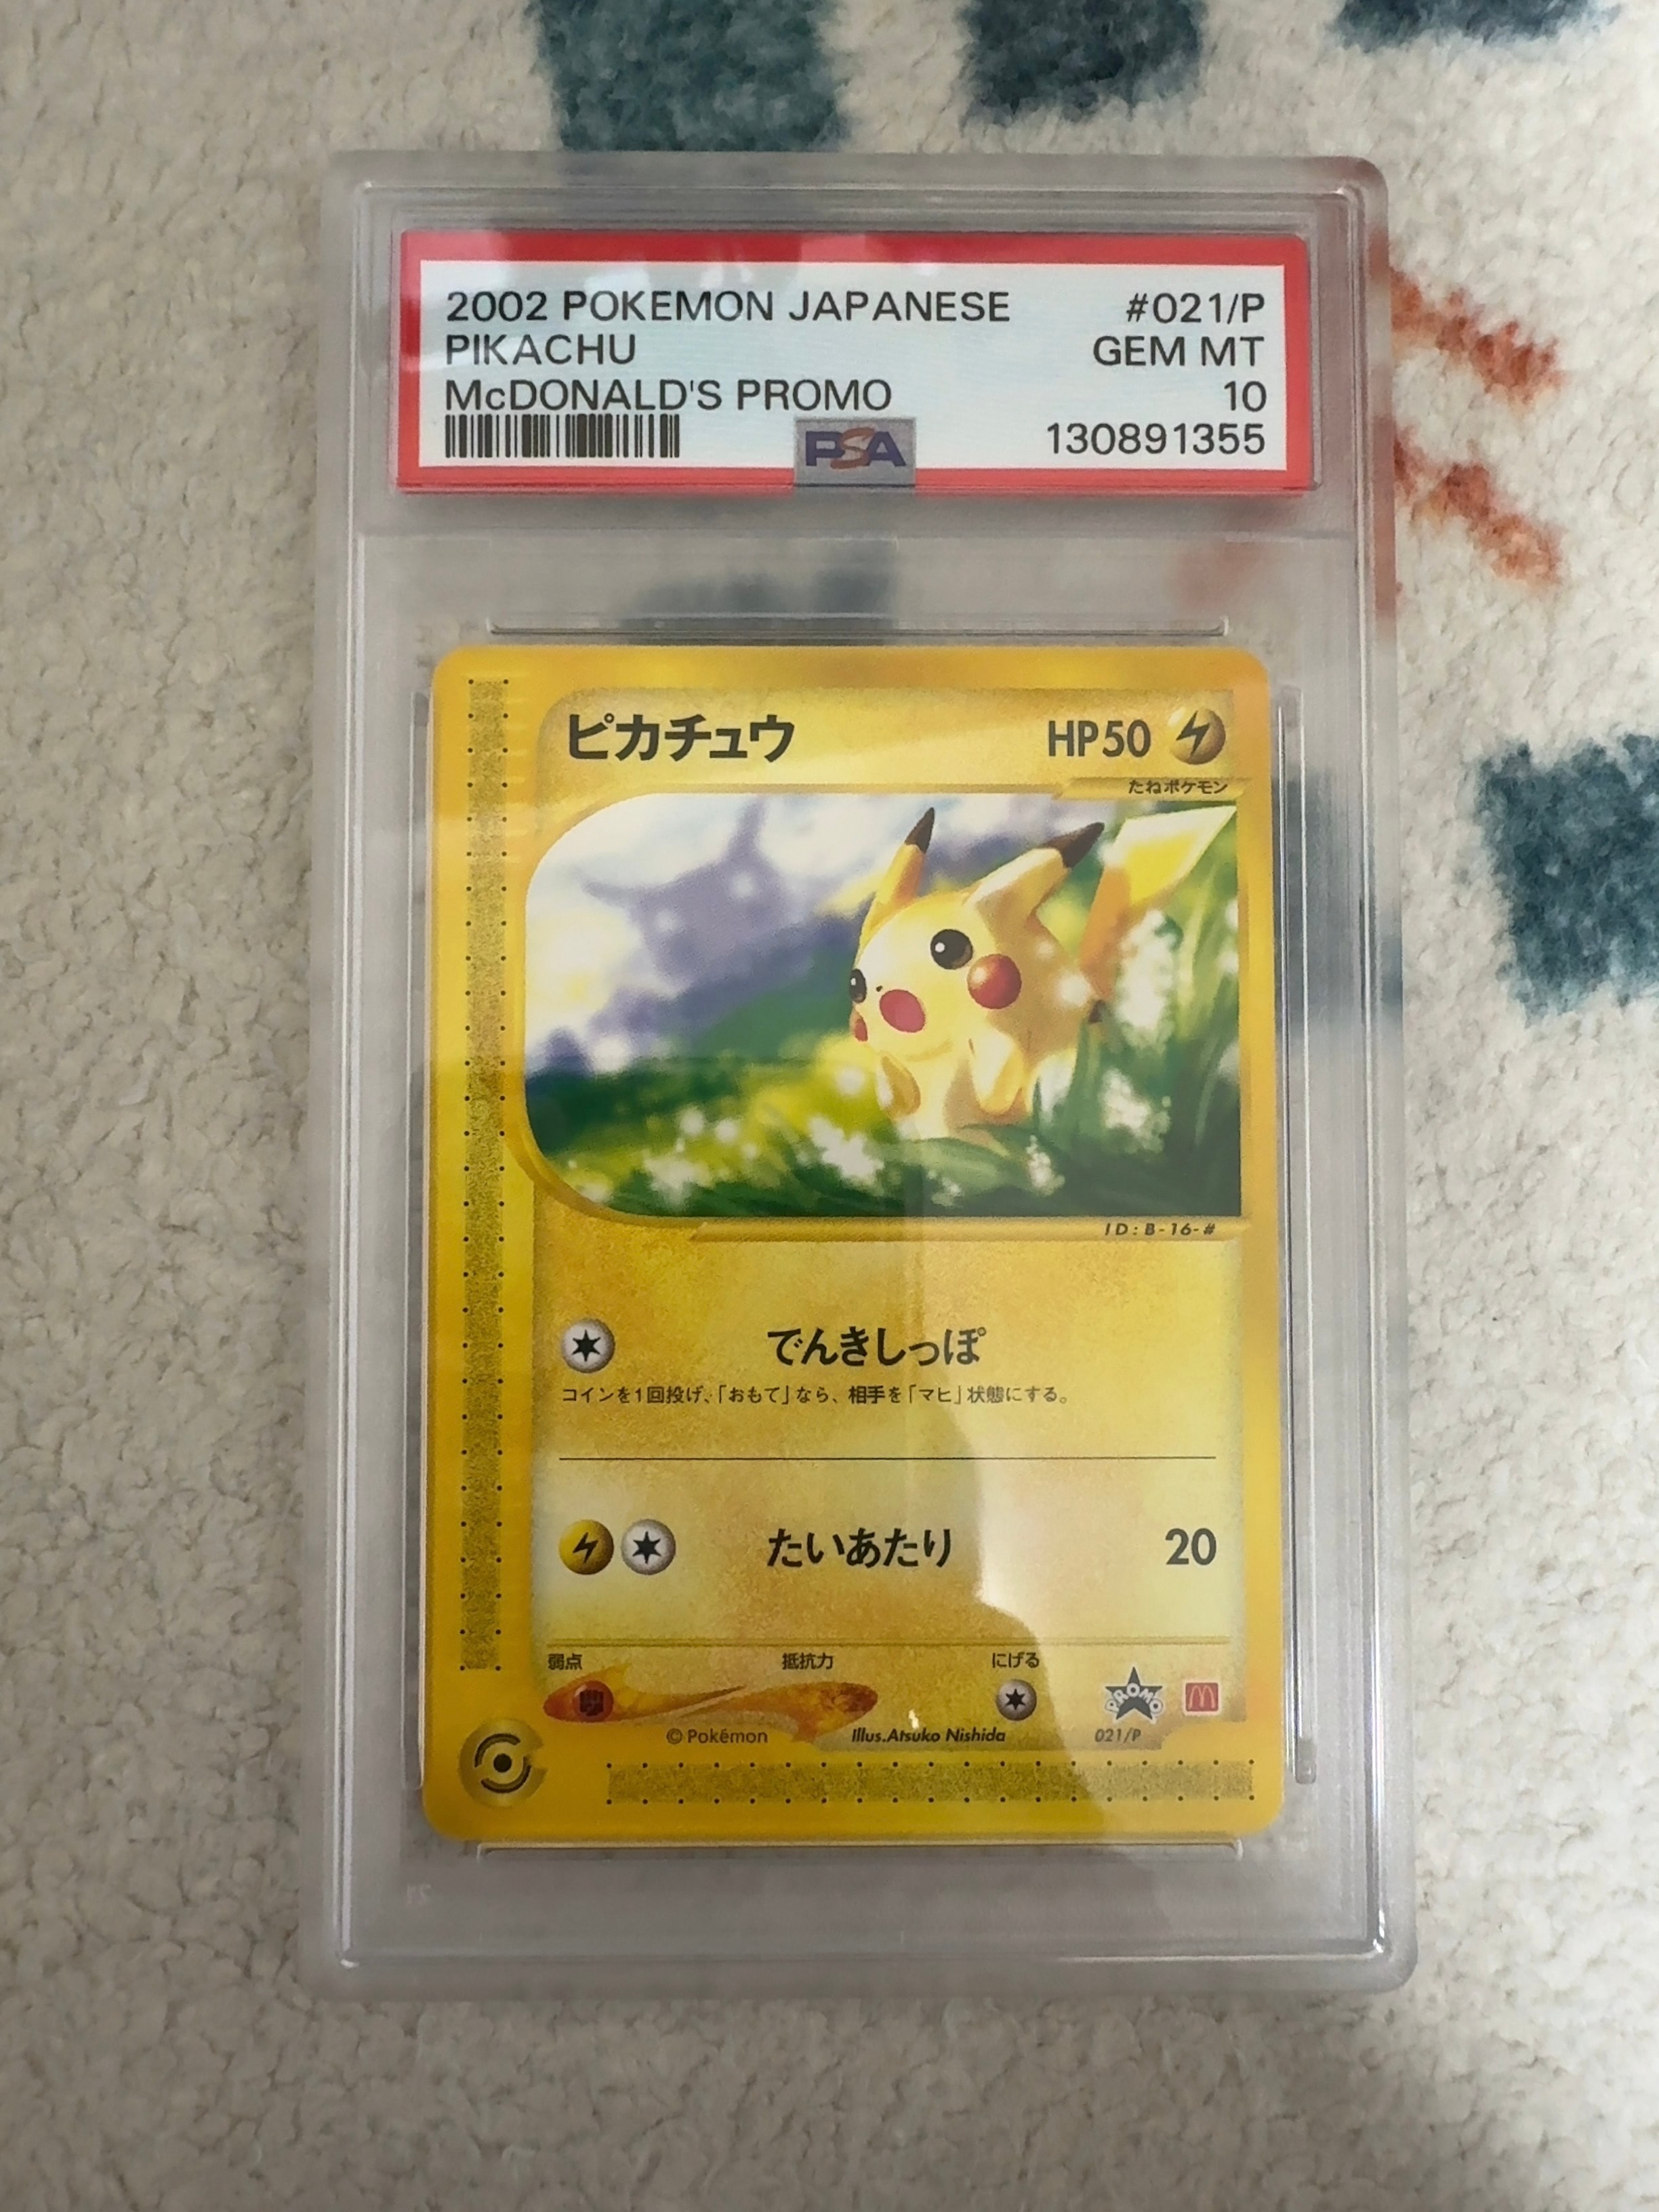 2002 POKEMON JAPANESE #021/P
PIKACHU GEM MT
McDONALD'S PROMO 10
PSA 130891355
ピカチュウ HP50
たねポケモン
ID:B-16-#
でんきしっぽ
コインを1回投げ、「おもて」なら、相手を「マヒ」状態にする。
たいあたり 20
弱点 抵抗力 にげる
闘 PROMO
©Pokémon Illus.Atsuko Nishida 021/P